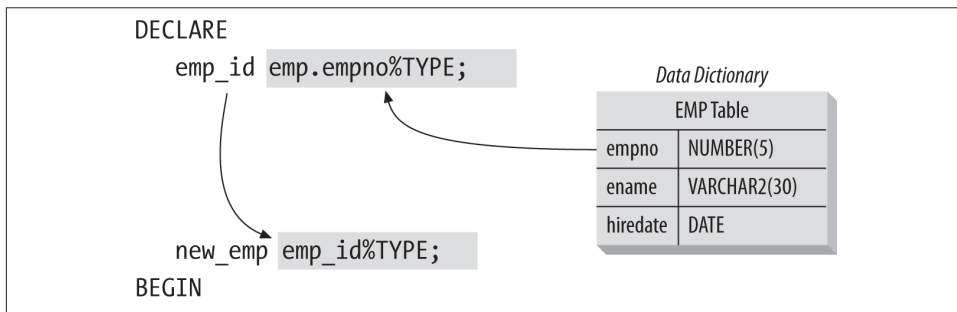 DECLARE
emp_id emp.empno%TYPE;
Data Dictionary
EMP Table
empno NUMBER(5)
ename VARCHAR2(30)
hiredate DATE
new_emp emp_id%TYPE;
BEGIN